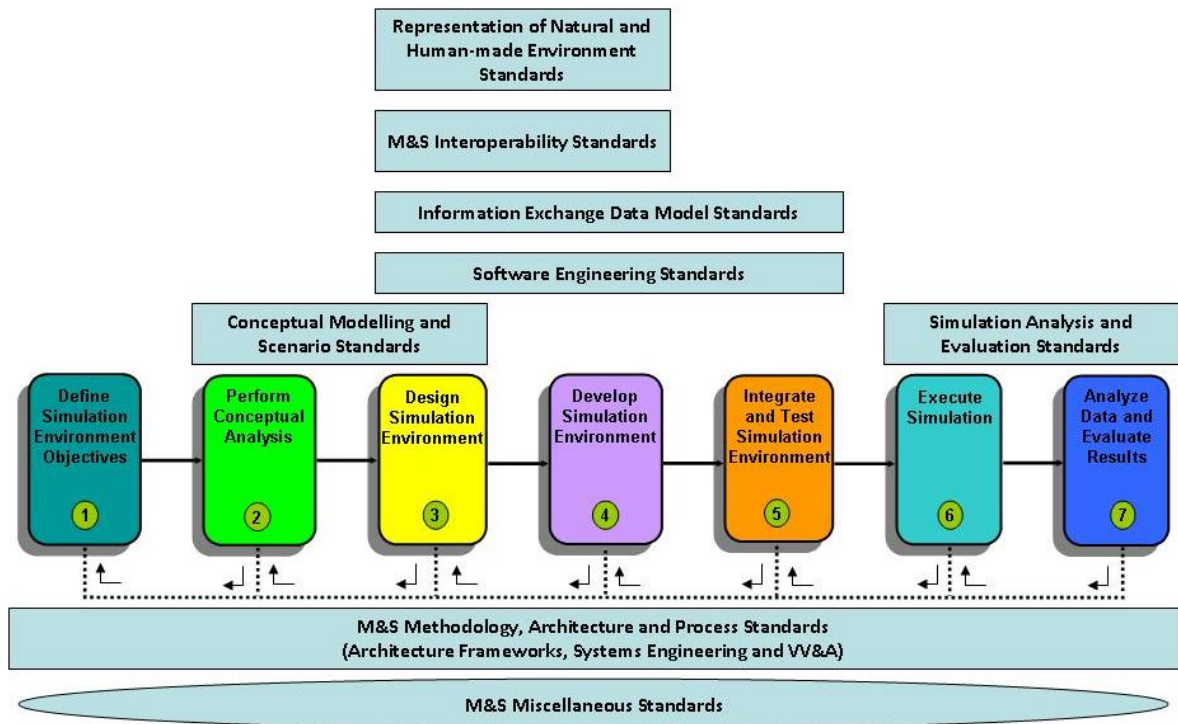 Representation of Natural and
Human-made Environment
Standards
M&S Interoperability Standards
Information Exchange Data Model Standards
Software Engineering Standards
Conceptual Modelling and
Scenario Standards
Simulation Analysis and
Evaluation Standards
Define
Simulation
Environment
Objectives
1
Perform
Conceptual
Analysis
2
Design
Simulation
Environment
3
Develop
Simulation
Environment
4
Integrate
and Test
Simulation
Environment
5
Execute
Simulation
6
Analyze
Data and
Evaluate
Results
7
M&S Methodology, Architecture and Process Standards
(Architecture Frameworks, Systems Engineering and VV&A)
M&S Miscellaneous Standards